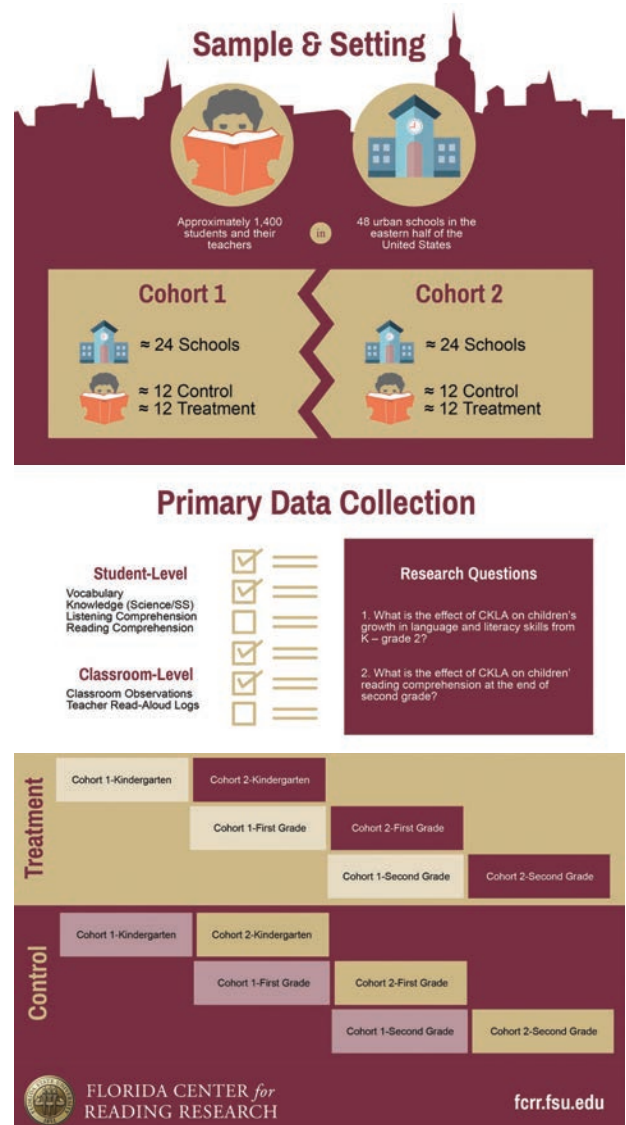 Sample & Setting
Approximately 1,400
students and their
teachers
in
48 urban schools in the
eastern half of the
United States
Cohort 1
≈ 24 Schools
≈ 12 Control
≈ 12 Treatment
Cohort 2
≈ 24 Schools
≈ 12 Control
≈ 12 Treatment
Primary Data Collection
Student-Level
Vocabulary
Knowledge (Science/SS)
Listening Comprehension
Reading Comprehension
Classroom-Level
Classroom Observations
Teacher Read-Aloud Logs
Research Questions
1. What is the effect of CKLA on children's
growth in language and literacy skills from
K – grade 2?
2. What is the effect of CKLA on children'
reading comprehension at the end of
second grade?
Treatment
Cohort 1-Kindergarten
Cohort 2-Kindergarten
Cohort 1-First Grade
Cohort 2-First Grade
Cohort 1-Second Grade
Cohort 2-Second Grade
Control
Cohort 1-Kindergarten
Cohort 2-Kindergarten
Cohort 1-First Grade
Cohort 2-First Grade
Cohort 1-Second Grade
Cohort 2-Second Grade
FLORIDA CENTER for
READING RESEARCH
fcrr.fsu.edu